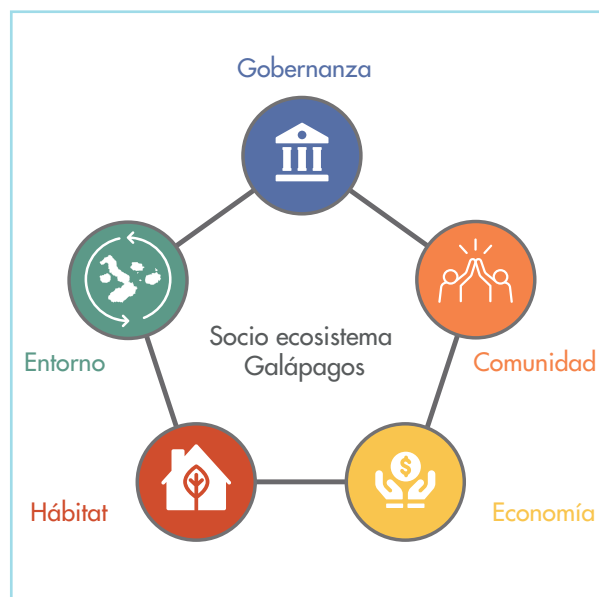 Gobernanza
Socio ecosistema
Galápagos
Entorno
Comunidad
Hábitat
Economía
$